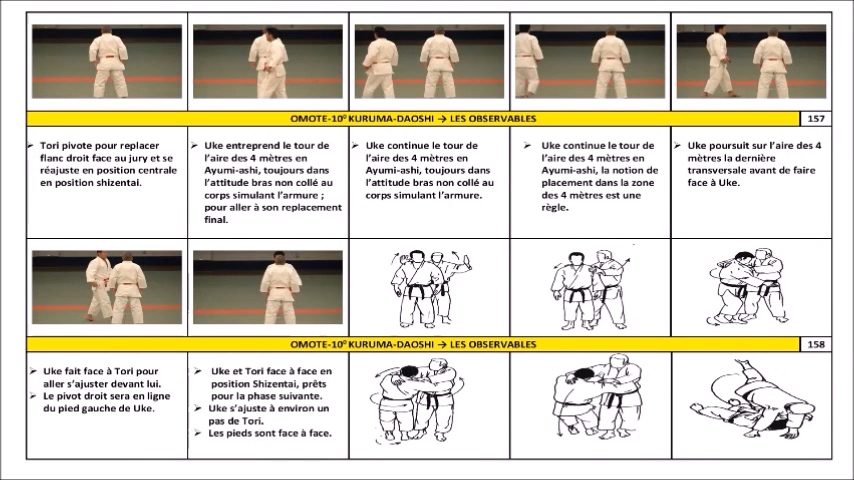 OMOTE-10° KURUMA-DAOSHI → LES OBSERVABLES 157
➢ Tori pivote pour replacer
flanc droit face au jury et se
réajuste en position centrale
en position shizentai.
➢ Uke entreprend le tour de
l'aire des 4 mètres en
Ayumi-ashi, toujours dans
l'attitude bras non collé au
corps simulant l'armure ;
pour aller à son replacement
final.
➢ Uke continue le tour de
l'aire des 4 mètres en
Ayumi-ashi, toujours dans
l'attitude bras non collé au
corps simulant l'armure.
➢ Uke continue le tour de
l'aire des 4 mètres en
Ayumi-ashi, la notion de
placement dans la zone
des 4 mètres est une
règle.
➢ Uke poursuit sur l'aire des 4
mètres la dernière
transversale avant de faire
face à Uke.
OMOTE-10° KURUMA-DAOSHI → LES OBSERVABLES 158
➢ Uke fait face à Tori pour
aller s'ajuster devant lui.
➢ Le pivot droit sera en ligne
du pied gauche de Uke.
➢ Uke et Tori face à face en
position Shizentai, prêts
pour la phase suivante.
➢ Uke s'ajuste à environ un
pas de Tori.
➢ Les pieds sont face à face.